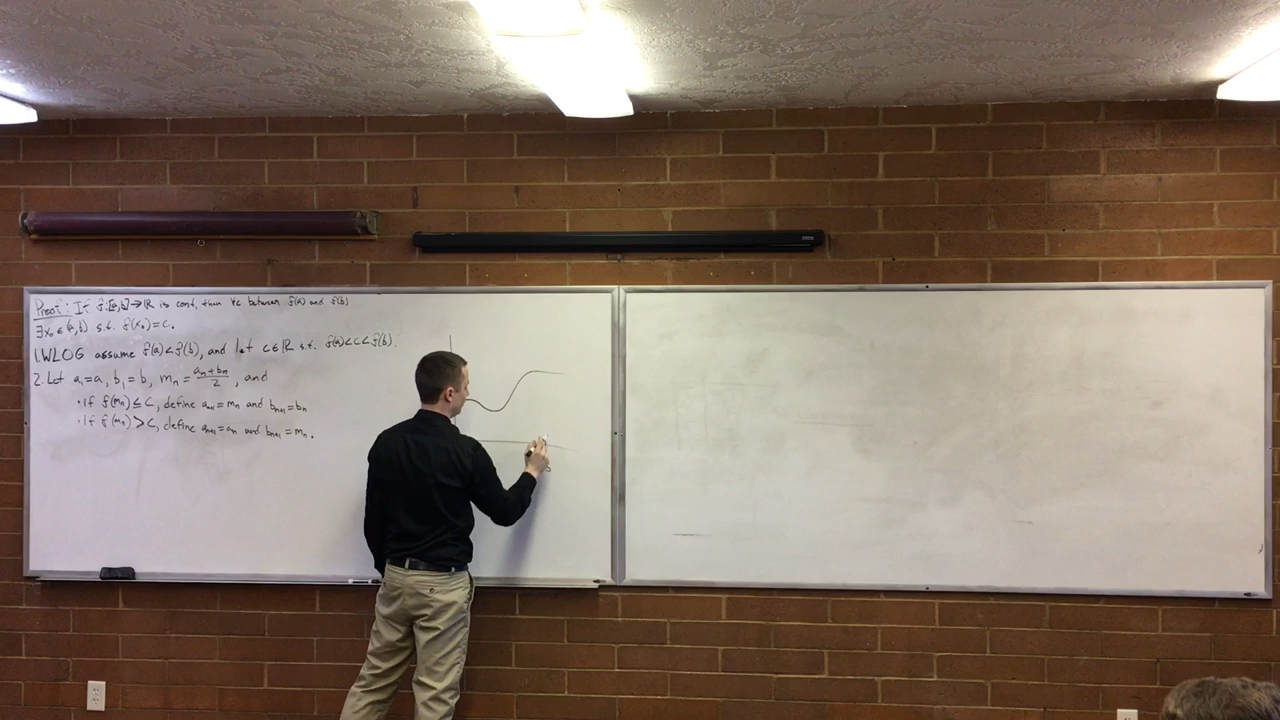 Proof: If f:[a,b]→ℝ is cont, then ∀c between f(a) and f(b)
∃x₀∈(a,b) s.t. f(x₀)=c.
1. WLOG assume f(a)<f(b), and let c∈ℝ s.t. f(a)<c<f(b).
2. Let a₁=a, b₁=b, mₙ=(aₙ+bₙ)/2, and
• If f(mₙ)≤c, define aₙ₊₁=mₙ and bₙ₊₁=bₙ
• If f(mₙ)>c, define aₙ₊₁=aₙ and bₙ₊₁=mₙ.